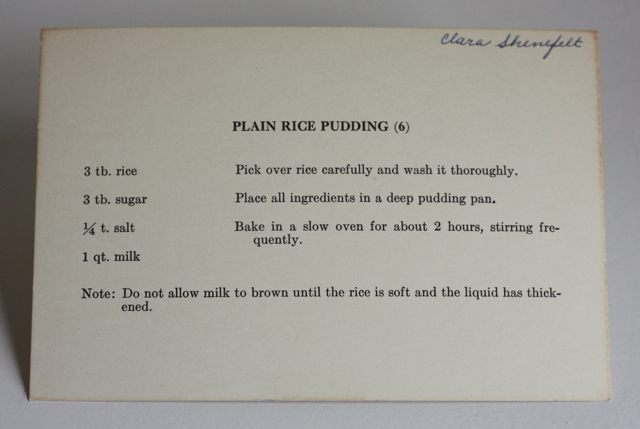 Clara Shenefelt
PLAIN RICE PUDDING (6)
3 tb. rice
3 tb. sugar
¼ t. salt
1 qt. milk
Pick over rice carefully and wash it thoroughly.
Place all ingredients in a deep pudding pan.
Bake in a slow oven for about 2 hours, stirring fre-
quently.
Note: Do not allow milk to brown until the rice is soft and the liquid has thick-
ened.